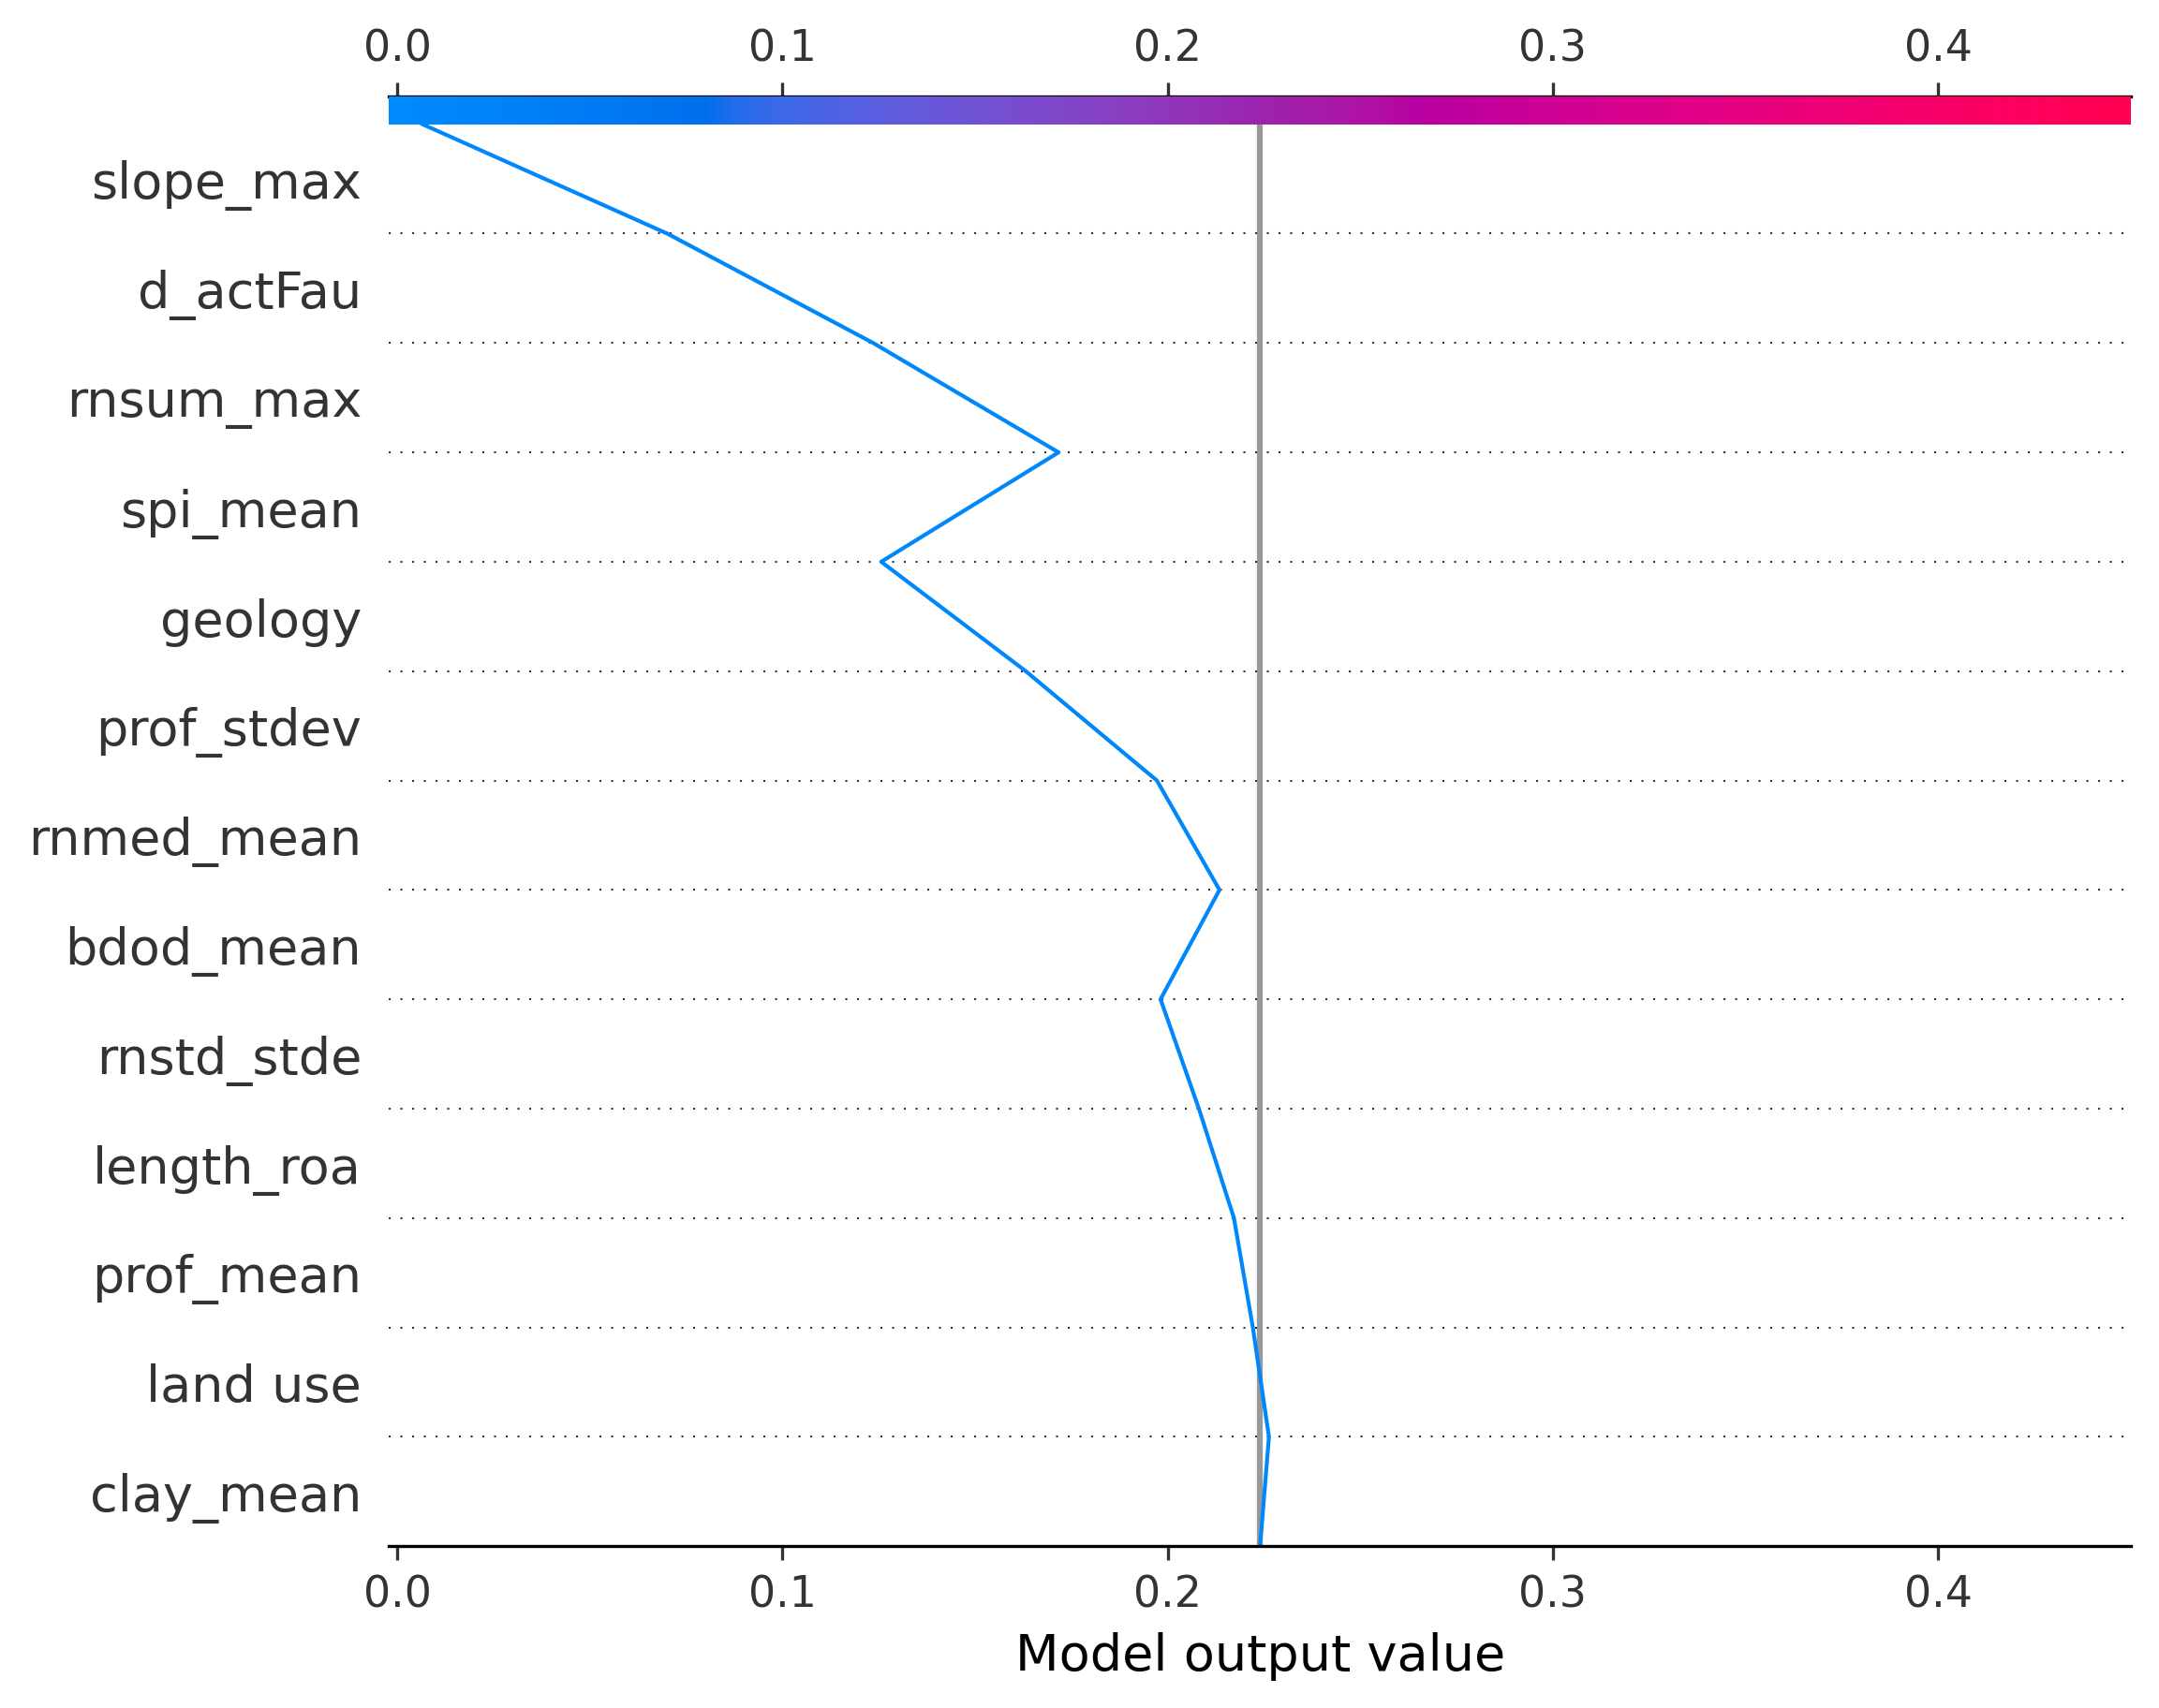 0.0 0.1 0.2 0.3 0.4
slope_max
d_actFau
rnsum_max
spi_mean
geology
prof_stdev
rnmed_mean
bdod_mean
rnstd_stde
length_roa
prof_mean
land use
clay_mean
0.0 0.1 0.2 0.3 0.4
Model output value